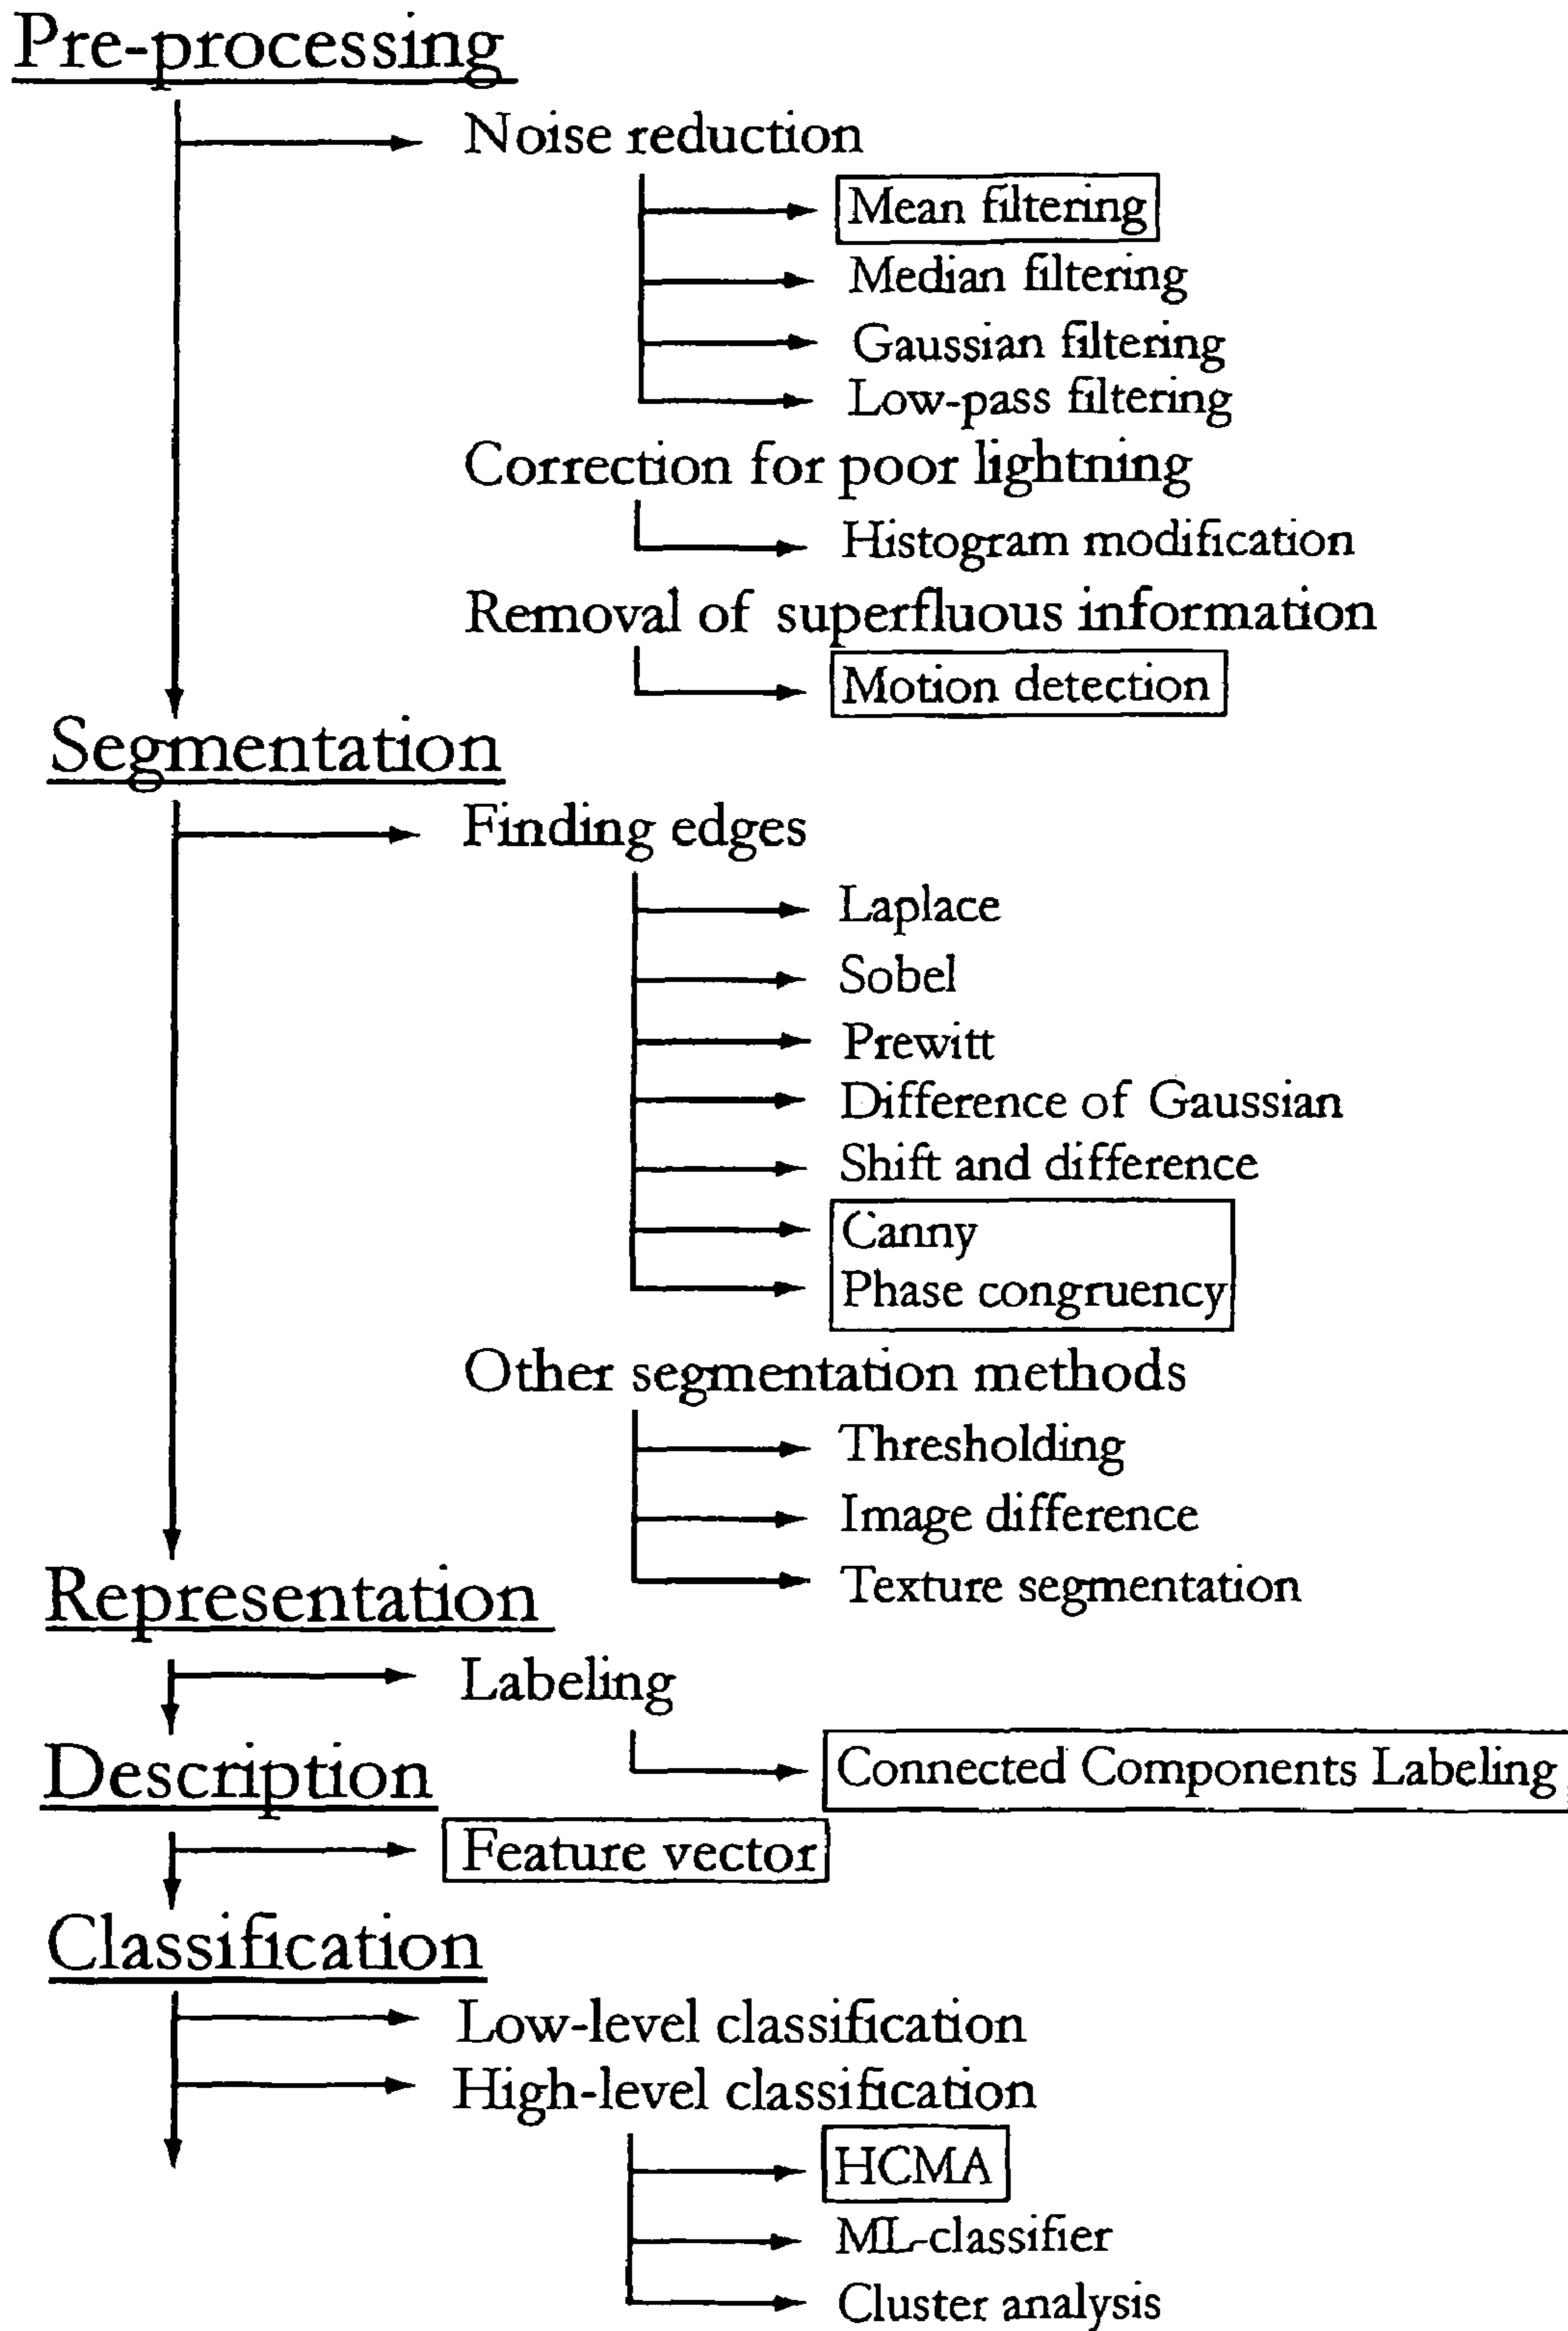 Pre-processing
Noise reduction
Mean filtering
Median filtering
Gaussian filtering
Low-pass filtering
Correction for poor lightning
Histogram modification
Removal of superfluous information
Motion detection
Segmentation
Finding edges
Laplace
Sobel
Prewitt
Difference of Gaussian
Shift and difference
Canny
Phase congruency
Other segmentation methods
Thresholding
Image difference
Texture segmentation
Representation
Labeling
Connected Components Labeling
Description
Feature vector
Classification
Low-level classification
High-level classification
HCMA
ML-classifier
Cluster analysis